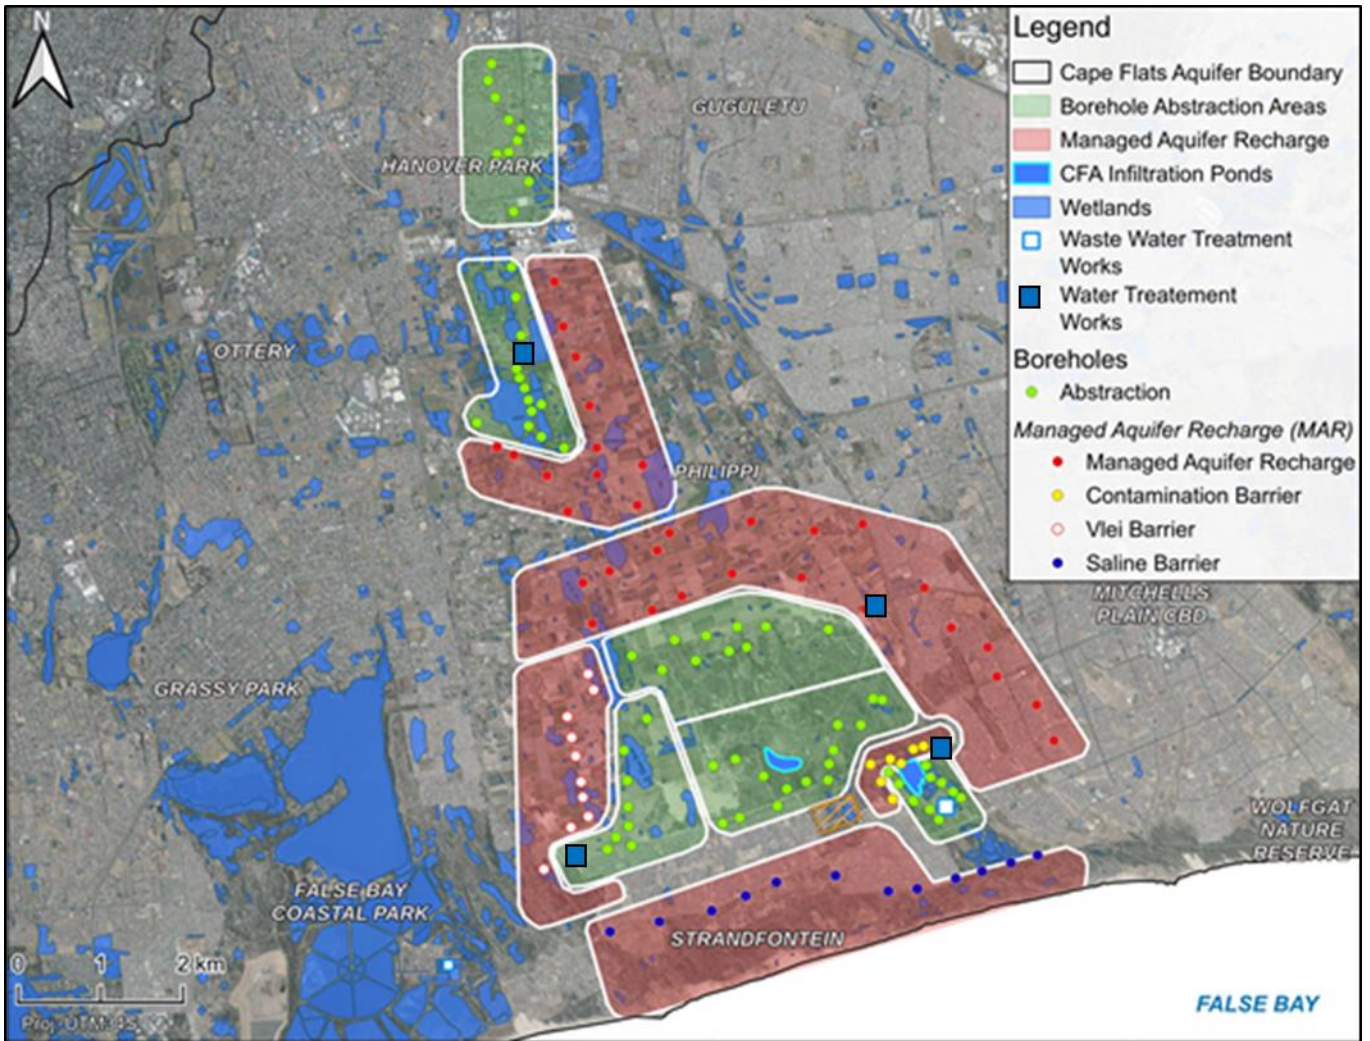 N
Legend
Cape Flats Aquifer Boundary
Borehole Abstraction Areas
Managed Aquifer Recharge
CFA Infiltration Ponds
Wetlands
Waste Water Treatment
Works
Water Treatement
Works
Boreholes
Abstraction
Managed Aquifer Recharge (MAR)
Managed Aquifer Recharge
Contamination Barrier
Vlei Barrier
Saline Barrier
GUGULETU
HANOVER PARK
OTTERY
PHILIPPI
MITCHELLS
PLAIN CBD
GRASSY PARK
WOLFGAT
NATURE
RESERVE
FALSE BAY
COASTAL PARK
STRANDFONTEIN
0 1 2 km
FALSE BAY